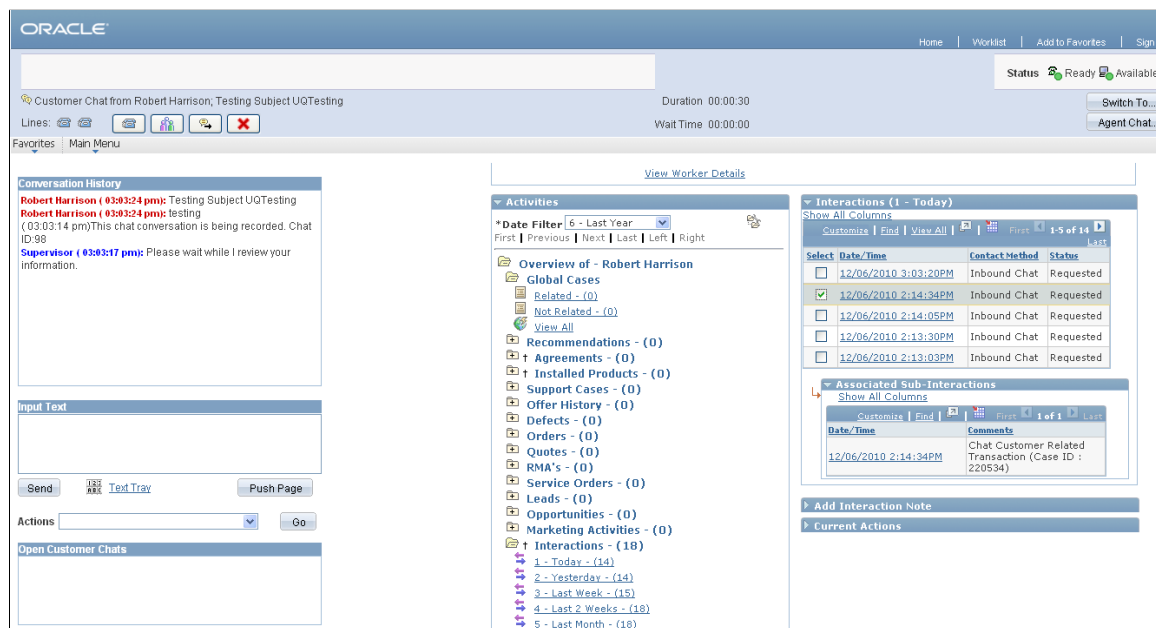 ORACLE
Home | Worklist | Add to Favorites | Sign
Status Ready Available
Customer Chat from Robert Harrison; Testing Subject UQTesting
Duration 00:00:30
Switch To...
Lines:
Wait Time 00:00:00
Agent Chat..
Favorites Main Menu
Conversation History
Robert Harrison ( 03:03:24 pm): Testing Subject UQTesting
Robert Harrison ( 03:03:24 pm): testing
( 03:03:14 pm)This chat conversation is being recorded. Chat
ID:98
Supervisor ( 03:03:17 pm): Please wait while I review your
information.
Input Text
Send
Text Tray
Push Page
Actions
Go
Open Customer Chats
View Worker Details
Activities
*Date Filter 6 - Last Year
First | Previous | Next | Last | Left | Right
Overview of - Robert Harrison
Global Cases
Related - (0)
Not Related - (0)
View All
Recommendations - (0)
† Agreements - (0)
† Installed Products - (0)
Support Cases - (0)
Offer History - (0)
Defects - (0)
Orders - (0)
Quotes - (0)
RMA's - (0)
Service Orders - (0)
Leads - (0)
Opportunities - (0)
Marketing Activities - (0)
† Interactions - (18)
1 - Today - (14)
2 - Yesterday - (14)
3 - Last Week - (15)
4 - Last 2 Weeks - (18)
5 - Last Month - (18)
Interactions (1 - Today)
Show All Columns
Customize | Find | View All | | First 1-5 of 14
Last
Select Date/Time Contact Method Status
12/06/2010 3:03:20PM Inbound Chat Requested
12/06/2010 2:14:34PM Inbound Chat Requested
12/06/2010 2:14:05PM Inbound Chat Requested
12/06/2010 2:13:30PM Inbound Chat Requested
12/06/2010 2:13:03PM Inbound Chat Requested
Associated Sub-Interactions
Show All Columns
Customize | Find | | First 1 of 1 Last
Date/Time Comments
12/06/2010 2:14:34PM
Chat Customer Related
Transaction (Case ID :
220534)
Add Interaction Note
Current Actions